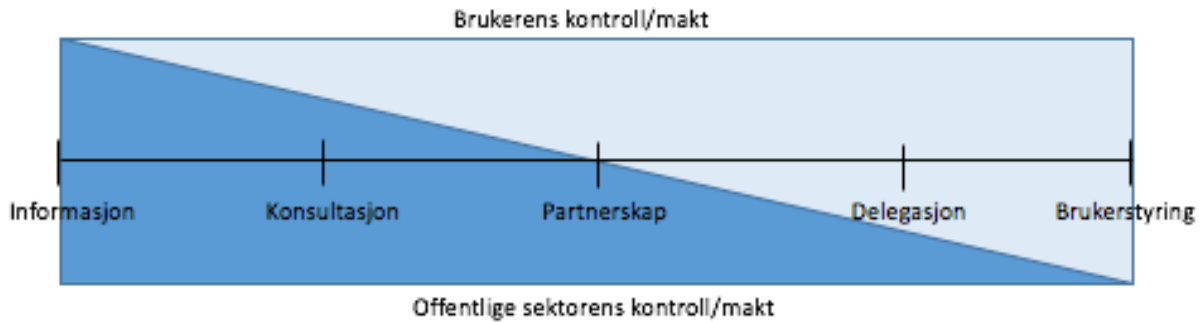 Brukerens kontroll/makt
Informasjon Konsultasjon Partnerskap Delegasjon Brukerstyring
Offentlige sektorens kontroll/makt